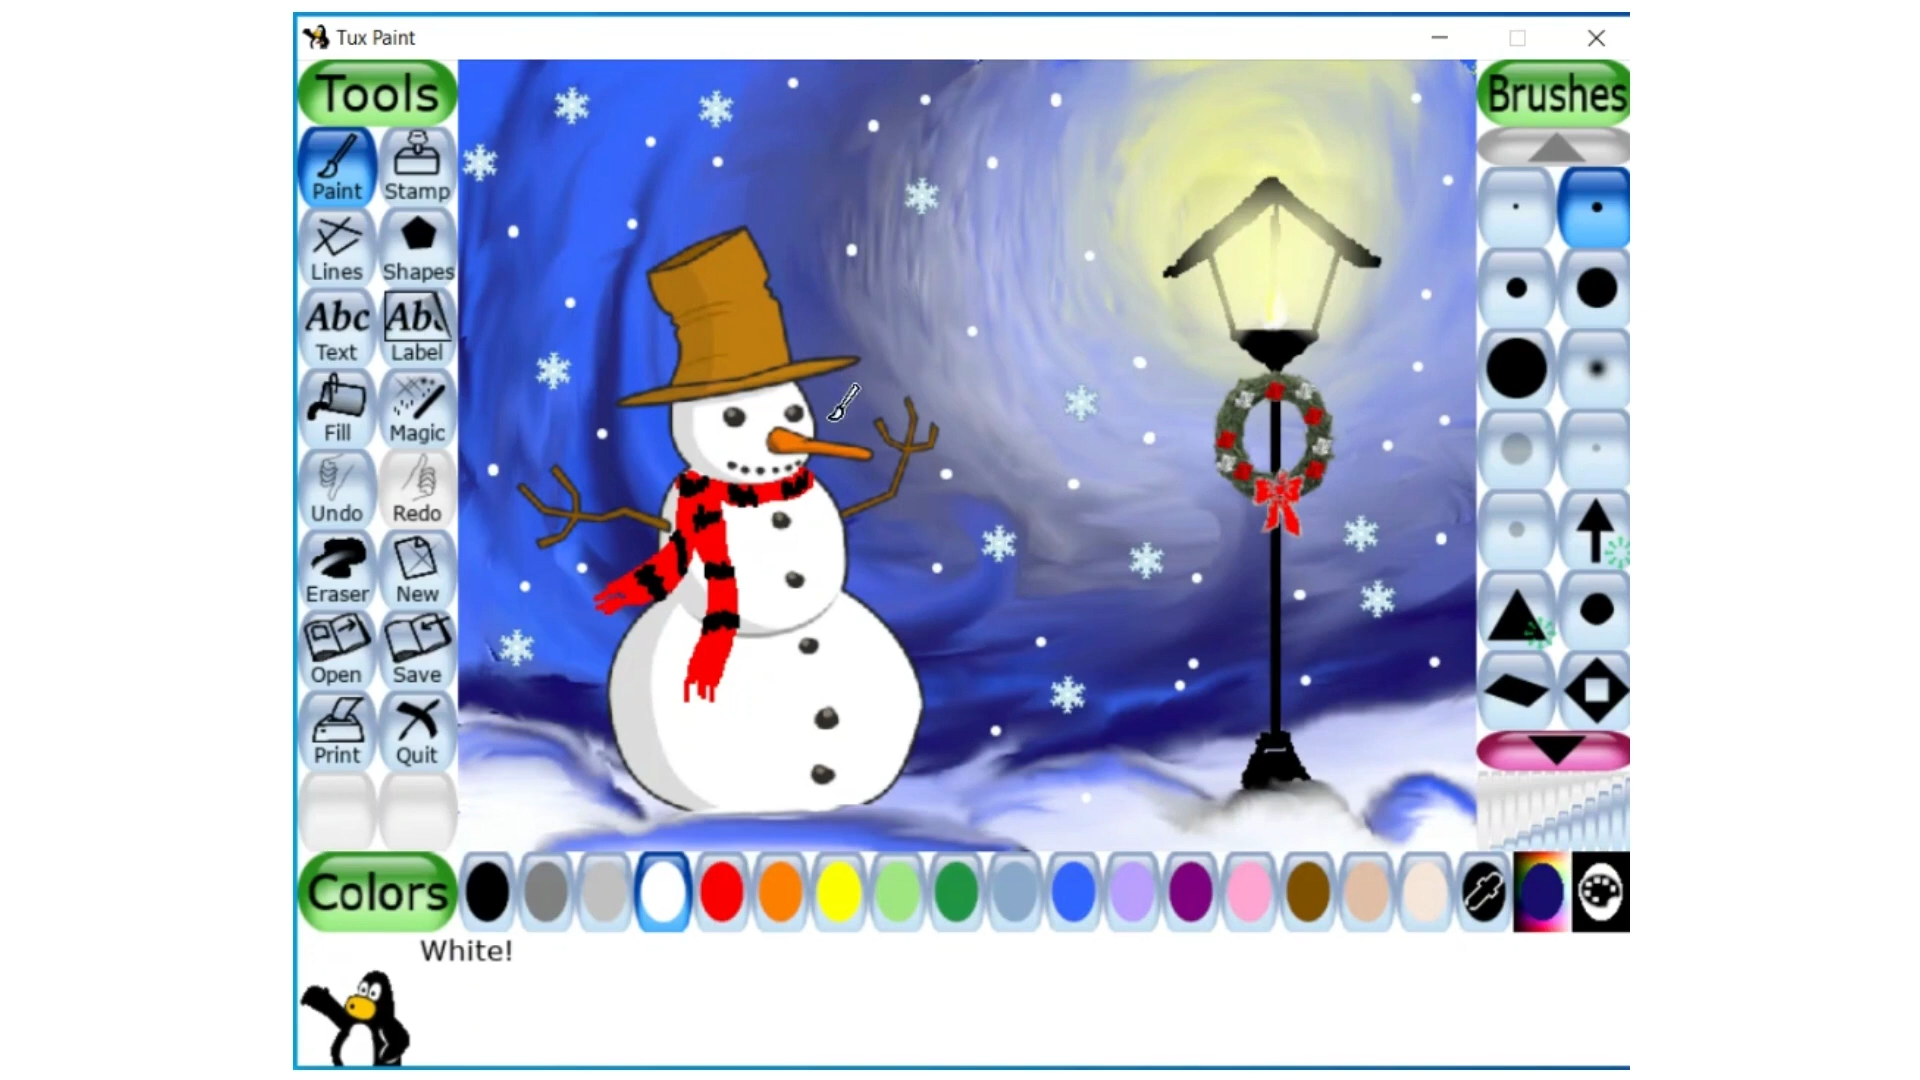 Tux Paint
Tools
Brushes
Paint
Stamp
Lines
Shapes
Abc
Abc
Text
Label
Fill
Magic
Undo
Redo
Eraser
New
Open
Save
Print
Quit
Colors
White!